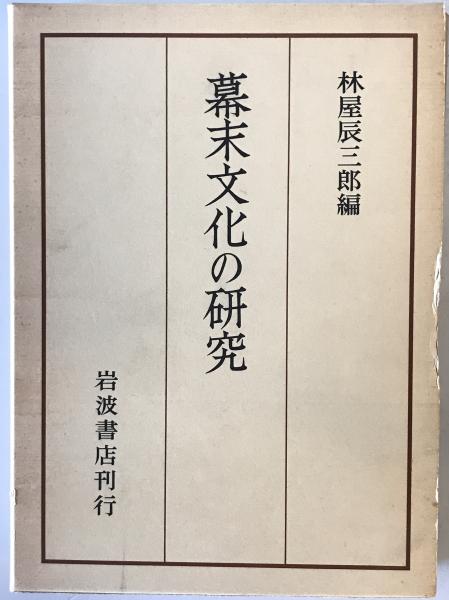 林屋辰三郎編
幕末文化の研究
岩波書店刊行